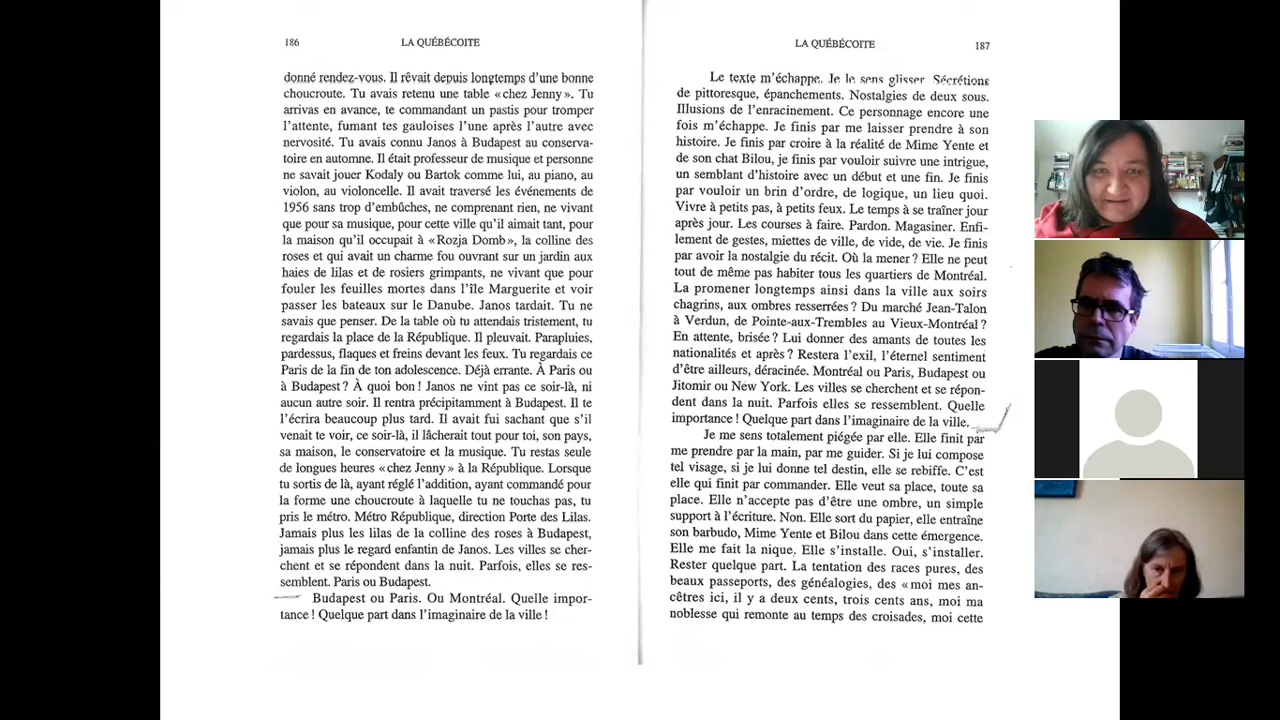 186
LA QUÉBÉCOITE
donné rendez-vous. Il rêvait depuis longtemps d'une bonne
choucroute. Tu avais retenu une table «chez Jenny». Tu
arrivas en avance, te commandant un pastis pour tromper
l'attente, fumant tes gauloises l'une après l'autre avec
nervosité. Tu avais connu Janos à Budapest au conserva-
toire en automne. Il était professeur de musique et personne
ne savait jouer Kodaly ou Bartok comme lui, au piano, au
violon, au violoncelle. Il avait traversé les événements de
1956 sans trop d'embûches, ne comprenant rien, ne vivant
que pour sa musique, pour cette ville qu'il aimait tant, pour
la maison qu'il occupait à «Rozja Domb», la colline des
roses et qui avait un charme fou ouvrant sur un jardin aux
haies de lilas et de rosiers grimpants, ne vivant que pour
fouler les feuilles mortes dans l'île Marguerite et voir
passer les bateaux sur le Danube. Janos tardait. Tu ne
savais que penser. De la table où tu attendais tristement, tu
regardais la place de la République. Il pleuvait. Parapluies,
pardessus, flaques et freins devant les feux. Tu regardais ce
Paris de la fin de ton adolescence. Déjà errante. À Paris ou
à Budapest? À quoi bon! Janos ne vint pas ce soir-là, ni
aucun autre soir. Il rentra précipitamment à Budapest. Il te
l'écrira beaucoup plus tard. Il avait fui sachant que s'il
venait te voir, ce soir-là, il lâcherait tout pour toi, son pays,
sa maison, le conservatoire et la musique. Tu restas seule
de longues heures «chez Jenny» à la République. Lorsque
tu sortis de là, ayant réglé l'addition, ayant commandé pour
la forme une choucroute à laquelle tu ne touchas pas, tu
pris le métro. Métro République, direction Porte des Lilas.
Jamais plus les lilas de la colline des roses à Budapest,
jamais plus le regard enfantin de Janos. Les villes se cher-
chent et se répondent dans la nuit. Parfois, elles se res-
semblent. Paris ou Budapest.
Budapest ou Paris. Ou Montréal. Quelle impor-
tance! Quelque part dans l'imaginaire de la ville!
LA QUÉBÉCOITE
187
Le texte m'échappe. Je le sens glisser. Sécrétions
de pittoresque, épanchements. Nostalgies de deux sous.
Illusions de l'enracinement. Ce personnage encore une
fois m'échappe. Je finis par me laisser prendre à son
histoire. Je finis par croire à la réalité de Mime Yente et
de son chat Bilou, je finis par vouloir suivre une intrigue,
un semblant d'histoire avec un début et une fin. Je finis
par vouloir un brin d'ordre, de logique, un lieu quoi.
Vivre à petits pas, à petits feux. Le temps à se traîner jour
après jour. Les courses à faire. Pardon. Magasiner. Enfi-
lement de gestes, miettes de ville, de vide, de vie. Je finis
par avoir la nostalgie du récit. Où la mener? Elle ne peut
tout de même pas habiter tous les quartiers de Montréal.
La promener longtemps ainsi dans la ville aux soirs
chagrins, aux ombres resserrées? Du marché Jean-Talon
à Verdun, de Pointe-aux-Trembles au Vieux-Montréal?
En attente, brisée? Lui donner des amants de toutes les
nationalités et après? Restera l'exil, l'éternel sentiment
d'être ailleurs, déracinée. Montréal ou Paris, Budapest ou
Jitomir ou New York. Les villes se cherchent et se répon-
dent dans la nuit. Parfois elles se ressemblent. Quelle
importance! Quelque part dans l'imaginaire de la ville.
Je me sens totalement piégée par elle. Elle finit par
me prendre par la main, par me guider. Si je lui compose
tel visage, si je lui donne tel destin, elle se rebiffe. C'est
elle qui finit par commander. Elle veut sa place, toute sa
place. Elle n'accepte pas d'être une ombre, un simple
support à l'écriture. Non. Elle sort du papier, elle entraîne
son barbudo, Mime Yente et Bilou dans cette émergence.
Elle me fait la nique. Elle s'installe. Oui, s'installer.
Rester quelque part. La tentation des races pures, des
beaux passeports, des généalogies, des «moi mes an-
cêtres ici, il y a deux cents, trois cents ans, moi ma
noblesse qui remonte au temps des croisades, moi cette